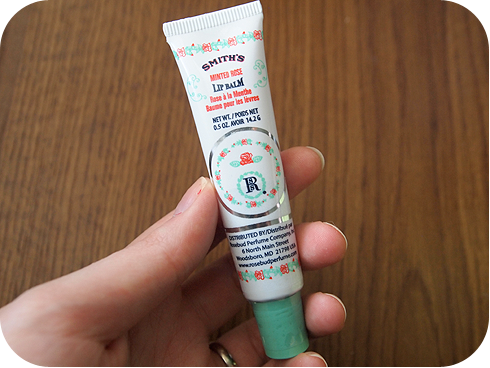 SMITH'S
MINTED ROSE
LIP BALM
Rose à la Menthe
Baume pour les lèvres
NET WT. / POIDS NET
0.5 OZ. AVOIR 14.2 G
R.
DISTRIBUTED BY/Distribué par
Rosebud Perfume Company,
6 North Main Street
Woodsboro, MD 21798 USA
www.rosebudperfume.com